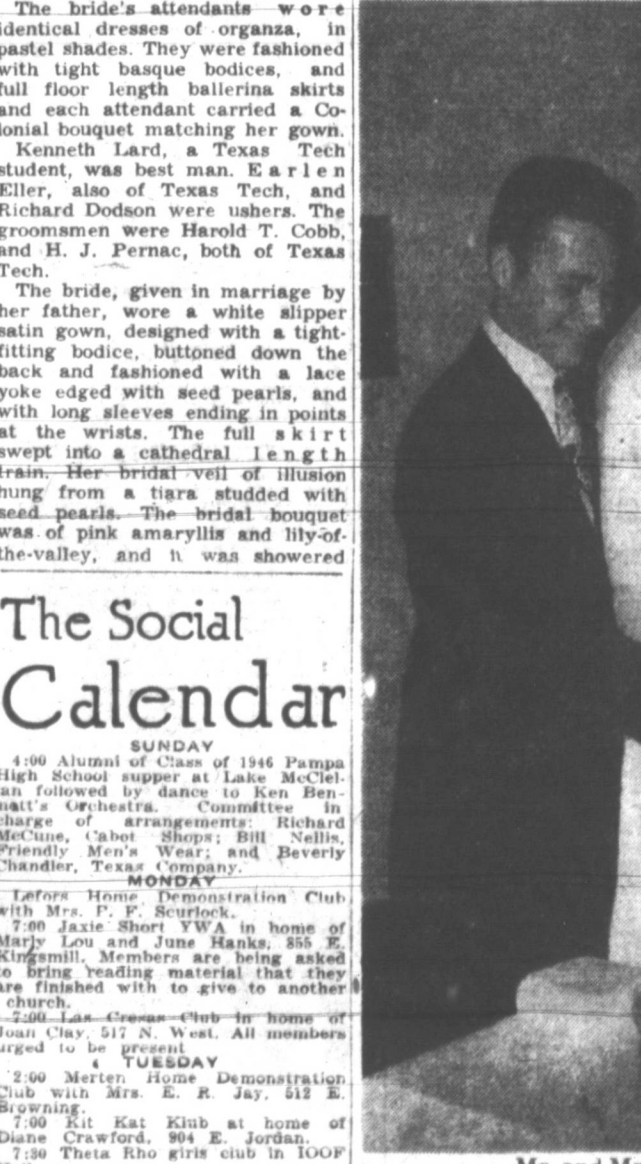 The bride's attendants wore
identical dresses of organza, in
pastel shades. They were fashioned
with tight basque bodices, and
full floor length ballerina skirts
and each attendant carried a Co-
lonial bouquet matching her gown.
Kenneth Lard, a Texas Tech
student, was best man. Earlen
Eller, also of Texas Tech, and
Richard Dodson were ushers. The
groomsmen were Harold T. Cobb,
and H. J. Pernac, both of Texas
Tech.
The bride, given in marriage by
her father, wore a white slipper
satin gown, designed with a tight-
fitting bodice, buttoned down the
back and fashioned with a lace
yoke edged with seed pearls, and
with long sleeves ending in points
at the wrists. The full skirt
swept into a cathedral length
train. Her bridal veil of illusion
hung from a tiara studded with
seed pearls. The bridal bouquet
was of pink amaryllis and lily-of-
the-valley, and it was showered
The Social
Calendar
SUNDAY
4:00 Alumni of Class of 1946 Pampa
High School supper at Lake McClel-
an followed by dance to Ken Ben-
natt's Orchestra. Committee in
charge of arrangements: Richard
McCune, Cabot Shops; Bill Nellis,
Friendly Men's Wear; and Beverly
Chandler, Texas Company.
MONDAY
Lefors Home Demonstration Club
with Mrs. F. Scurlock.
7:00 Jaxie Short YWA in home of
Marly Lou and June Hanks, 855 E.
Kingsmill. Members are being asked
to bring reading material that they
are finished with to give to another
church.
7:00 Las Cresas Club in home of
Joan Clay, 517 N. West. All members
urged to be present
TUESDAY
2:00 Merten Home Demonstration
Club with Mrs. E. R. Jay, 512 E.
Browning.
7:00 Kit Kat Klub at home of
Diane Crawford, 904 E. Jordan.
7:30 Theta Rho girls club in IOOF